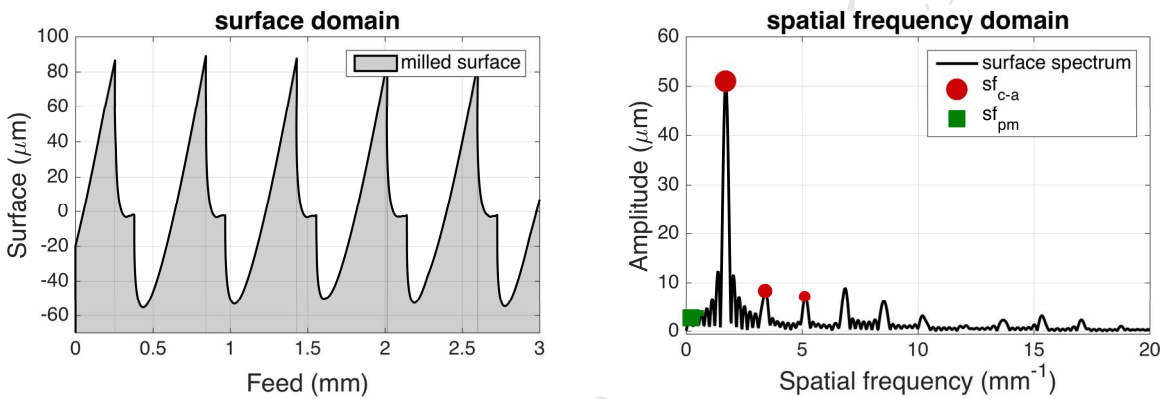 surface domain
100
80
60
40
20
0
-20
-40
-60
Surface (μm)
milled surface
0 0.5 1 1.5 2 2.5 3
Feed (mm)
spatial frequency domain
60
50
40
30
20
10
0
Amplitude (μm)
surface spectrum
sf_c-a
sf_pm
0 5 10 15 20
Spatial frequency (mm⁻¹)